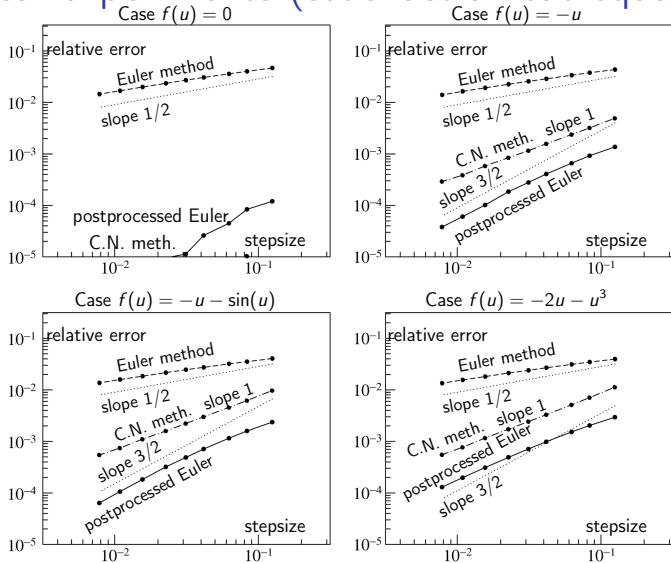 Case f(u) = 0
relative error
10⁻¹
Euler method
10⁻²
slope 1/2
10⁻³
postprocessed Euler
10⁻⁴
C.N. meth.
stepsize
10⁻⁵
10⁻²
10⁻¹
Case f(u) = −u
relative error
10⁻¹
Euler method
10⁻²
slope 1/2
C.N. meth.
slope 1
10⁻³
slope 3/2
postprocessed Euler
10⁻⁴
stepsize
10⁻⁵
10⁻²
10⁻¹
Case f(u) = −u − sin(u)
relative error
10⁻¹
Euler method
10⁻²
slope 1/2
C.N. meth.
slope 1
10⁻³
slope 3/2
postprocessed Euler
10⁻⁴
stepsize
10⁻⁵
10⁻²
10⁻¹
Case f(u) = −2u − u³
relative error
10⁻¹
Euler method
10⁻²
slope 1/2
C.N. meth.
slope 1
10⁻³
postprocessed Euler
slope 3/2
10⁻⁴
stepsize
10⁻⁵
10⁻²
10⁻¹